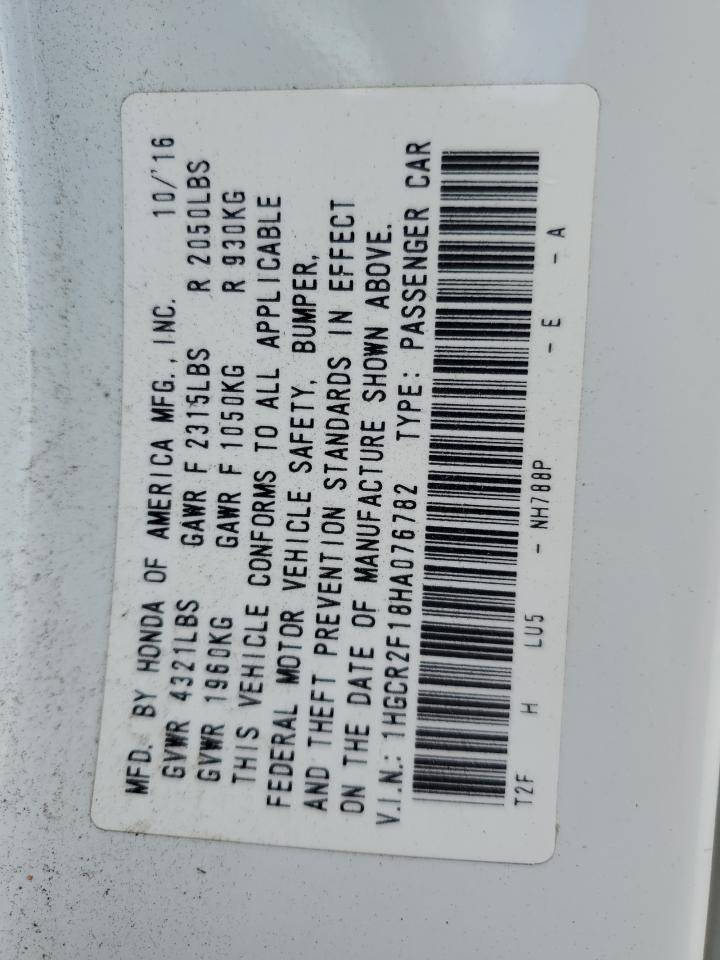 MFD. BY HONDA OF AMERICA MFG., INC. 10/'16
GVWR 4321LBS GAWR F 2315LBS R 2050LBS
GVWR 1960KG GAWR F 1050KG R 930KG
THIS VEHICLE CONFORMS TO ALL APPLICABLE
FEDERAL MOTOR VEHICLE SAFETY, BUMPER,
AND THEFT PREVENTION STANDARDS IN EFFECT
ON THE DATE OF MANUFACTURE SHOWN ABOVE.
V.I.N.: 1HGCR2F18HA076782 TYPE: PASSENGER CAR
T2F H LU5 - NH788P - E - A